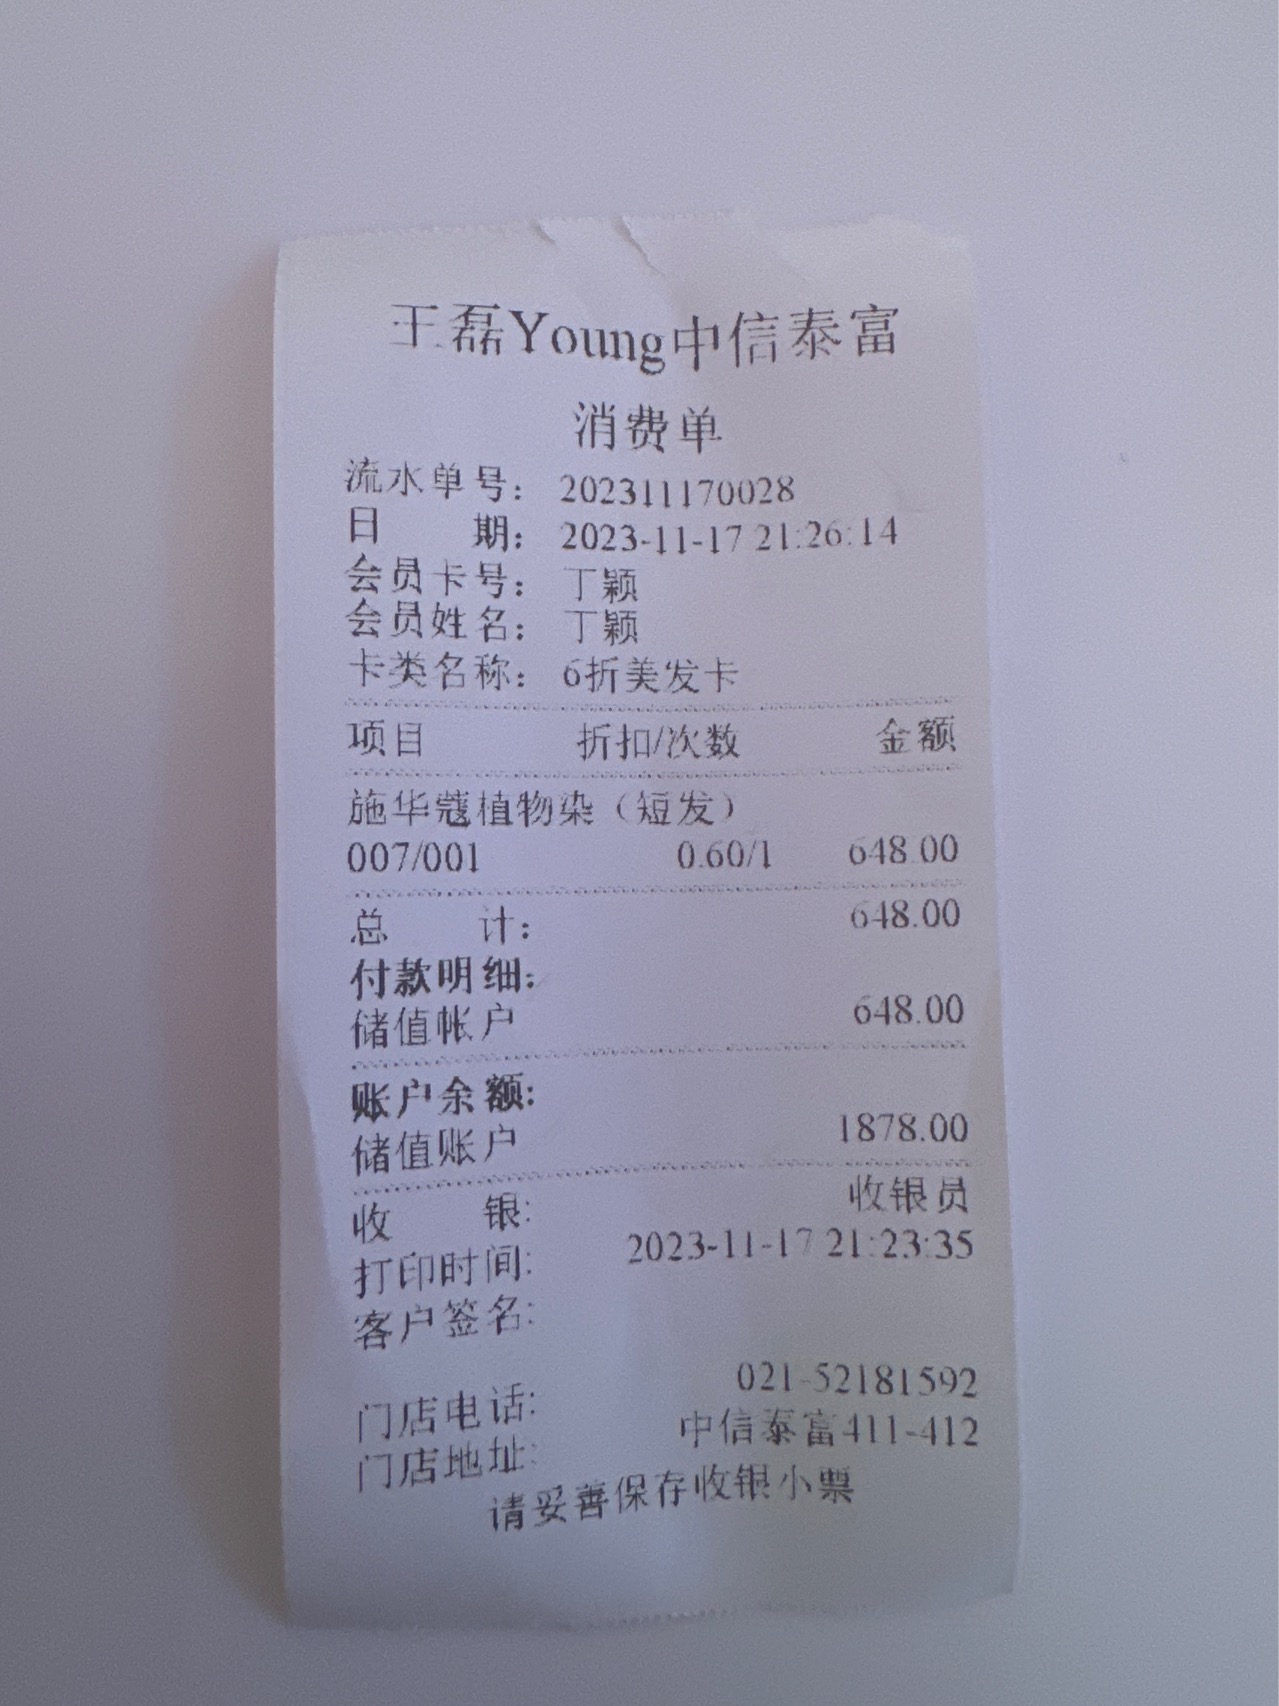 王磊Young中信泰富
消费单
流水单号： 202311170028
日 期： 2023-11-17 21:26:14
会员卡号： 丁颖
会员姓名： 丁颖
卡类名称： 6折美发卡
项目 折扣/次数 金额
施华蔻植物染（短发）
007/001 0.60/1 648.00
总 计： 648.00
付款明细:
储值帐户 648.00
账户余额:
储值账户 1878.00
收 银: 收银员
打印时间: 2023-11-17 21:23:35
客户签名:
门店电话: 021-52181592
门店地址: 中信泰富411-412
请妥善保存收银小票